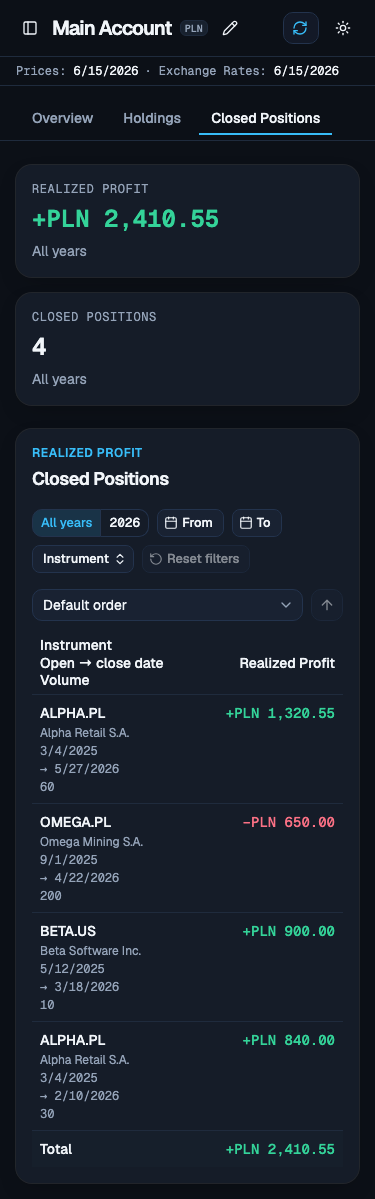 Main Account PLN
Prices: 6/15/2026 · Exchange Rates: 6/15/2026
Overview Holdings Closed Positions
REALIZED PROFIT
+PLN 2,410.55
All years
CLOSED POSITIONS
4
All years
REALIZED PROFIT
Closed Positions
All years 2026 From To
Instrument Reset filters
Default order
Instrument
Open → close date Realized Profit
Volume
ALPHA.PL +PLN 1,320.55
Alpha Retail S.A.
3/4/2025
→ 5/27/2026
60
OMEGA.PL −PLN 650.00
Omega Mining S.A.
9/1/2025
→ 4/22/2026
200
BETA.US +PLN 900.00
Beta Software Inc.
5/12/2025
→ 3/18/2026
10
ALPHA.PL +PLN 840.00
Alpha Retail S.A.
3/4/2025
→ 2/10/2026
30
Total +PLN 2,410.55